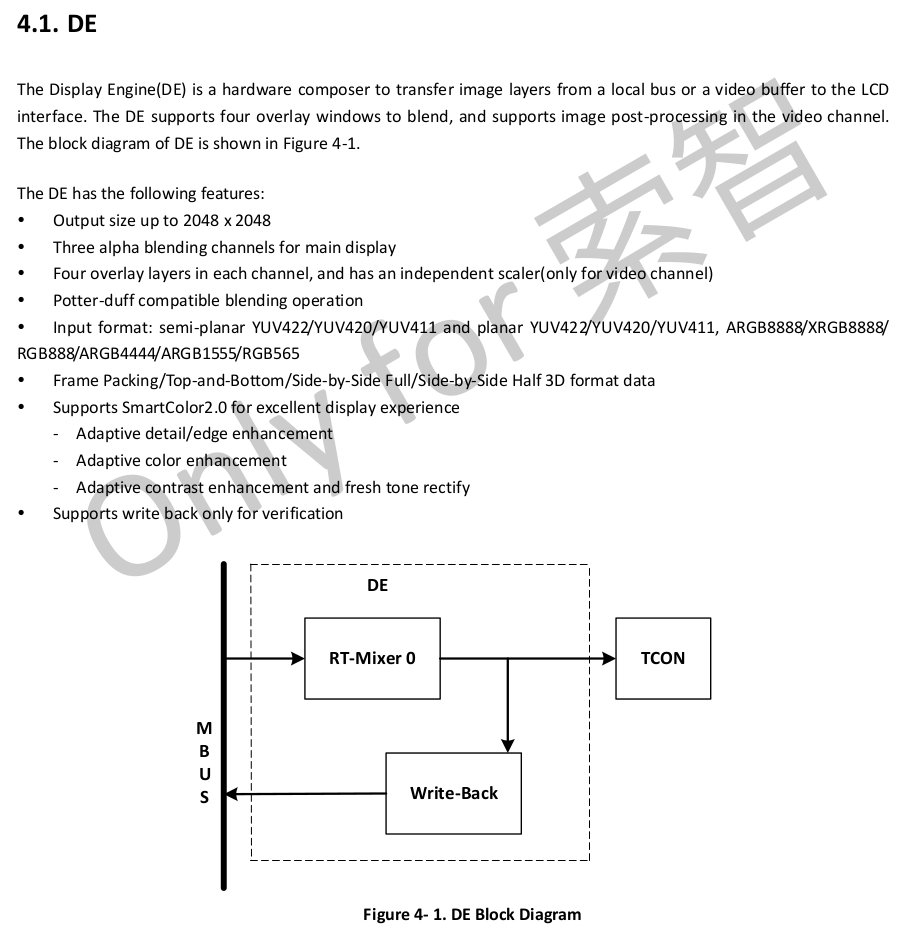 4.1. DE
The Display Engine(DE) is a hardware composer to transfer image layers from a local bus or a video buffer to the LCD
interface. The DE supports four overlay windows to blend, and supports image post-processing in the video channel.
The block diagram of DE is shown in Figure 4-1.
The DE has the following features:
• Output size up to 2048 x 2048
• Three alpha blending channels for main display
• Four overlay layers in each channel, and has an independent scaler(only for video channel)
• Potter-duff compatible blending operation
• Input format: semi-planar YUV422/YUV420/YUV411 and planar YUV422/YUV420/YUV411, ARGB8888/XRGB8888/
RGB888/ARGB4444/ARGB1555/RGB565
• Frame Packing/Top-and-Bottom/Side-by-Side Full/Side-by-Side Half 3D format data
• Supports SmartColor2.0 for excellent display experience
- Adaptive detail/edge enhancement
- Adaptive color enhancement
- Adaptive contrast enhancement and fresh tone rectify
• Supports write back only for verification
Only for 索智
DE
RT-Mixer 0
TCON
M
B
U
S
Write-Back
Figure 4- 1. DE Block Diagram